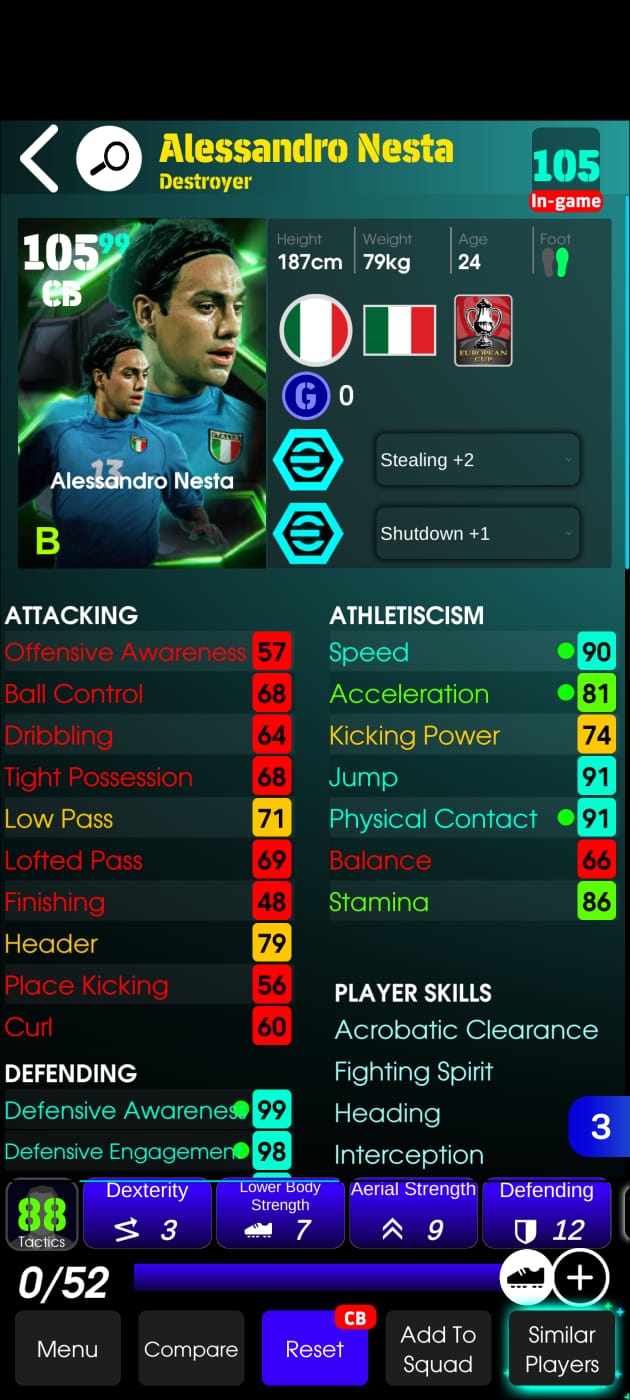 Alessandro Nesta
Destroyer
105
In-game
105 99
CB
Alessandro Nesta
13
ITALIA
B
Height
187cm
Weight
79kg
Age
24
Foot
EUROPEAN
CUP
G 0
Stealing +2
Shutdown +1
ATTACKING
Offensive Awareness 57
Ball Control 68
Dribbling 64
Tight Possession 68
Low Pass 71
Lofted Pass 69
Finishing 48
Header 79
Place Kicking 56
Curl 60
DEFENDING
Defensive Awareness 99
Defensive Engagement 98
ATHLETISCISM
Speed 90
Acceleration 81
Kicking Power 74
Jump 91
Physical Contact 91
Balance 66
Stamina 86
PLAYER SKILLS
Acrobatic Clearance
Fighting Spirit
Heading
Interception
3
88
Tactics
Dexterity
3
Lower Body
Strength
7
Aerial Strength
9
Defending
12
0/52
Menu
Compare
CB
Reset
Add To
Squad
Similar
Players